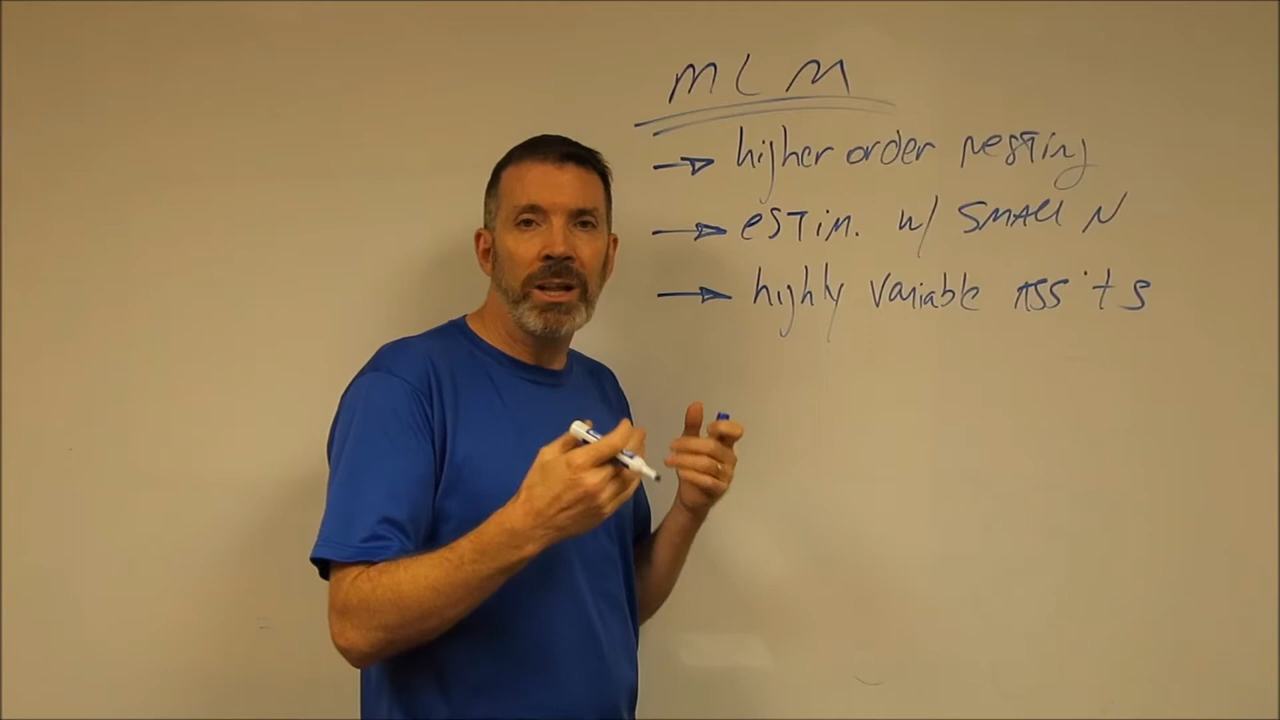 MLM
→ higher order nesting
→ estim. w/ SMALL N
→ highly variable ASS'ts